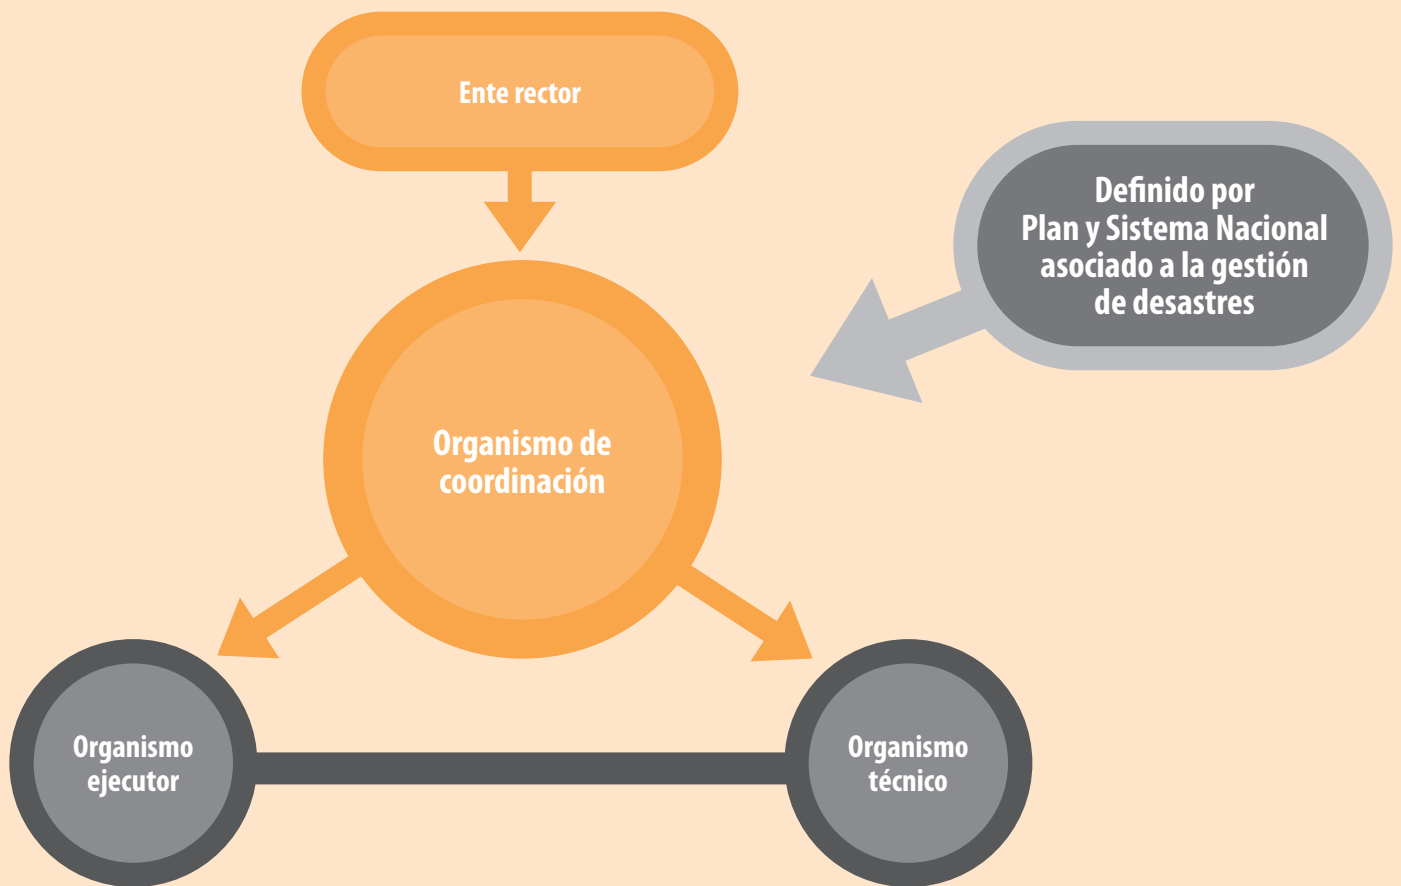 Ente rector
Definido por
Plan y Sistema Nacional
asociado a la gestión
de desastres
Organismo de
coordinación
Organismo
ejecutor
Organismo
técnico